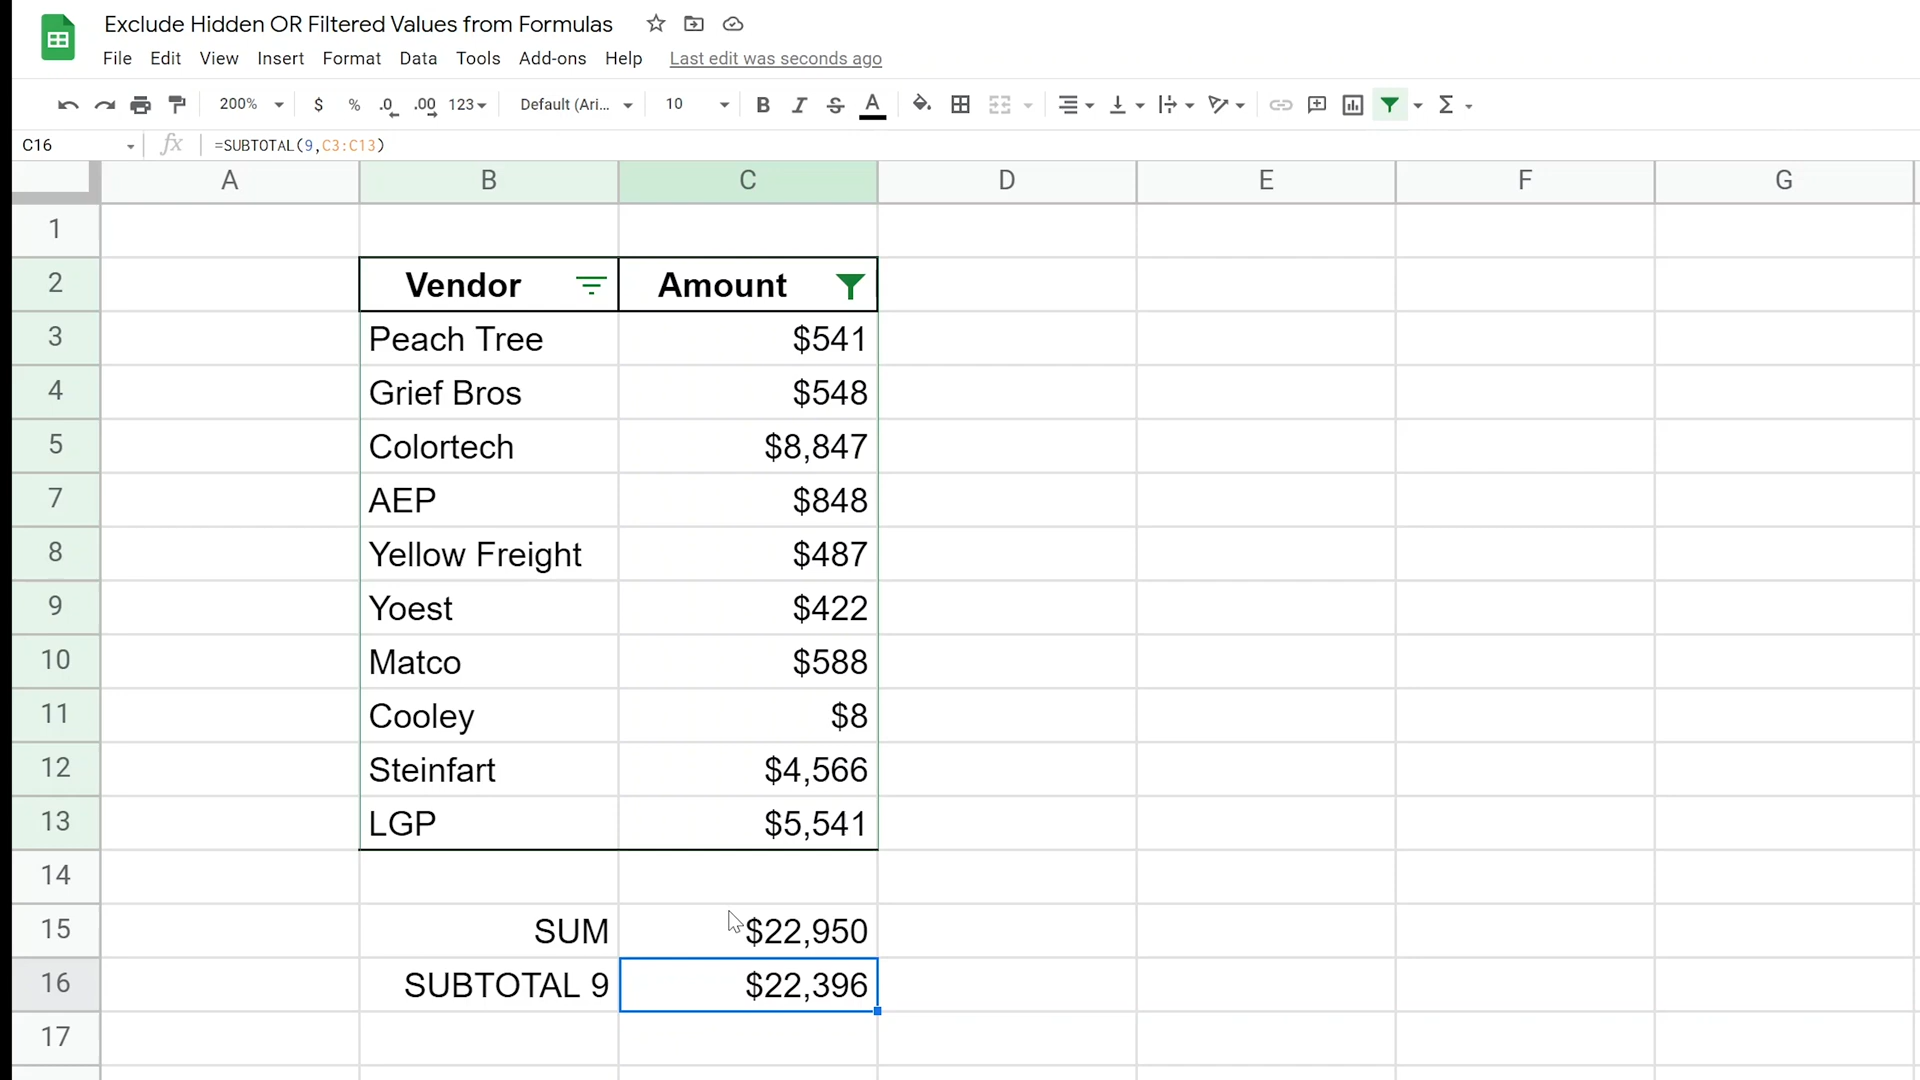 Exclude Hidden OR Filtered Values from Formulas
File Edit View Insert Format Data Tools Add-ons Help Last edit was seconds ago
200% $ % .0 .00 123 Default (Ari... 10 B I S A Σ
C16 fx =SUBTOTAL(9,C3:C13)
A B C D E F G
1
2 Vendor Amount
3 Peach Tree $541
4 Grief Bros $548
5 Colortech $8,847
7 AEP $848
8 Yellow Freight $487
9 Yoest $422
10 Matco $588
11 Cooley $8
12 Steinfart $4,566
13 LGP $5,541
14
15 SUM $22,950
16 SUBTOTAL 9 $22,396
17